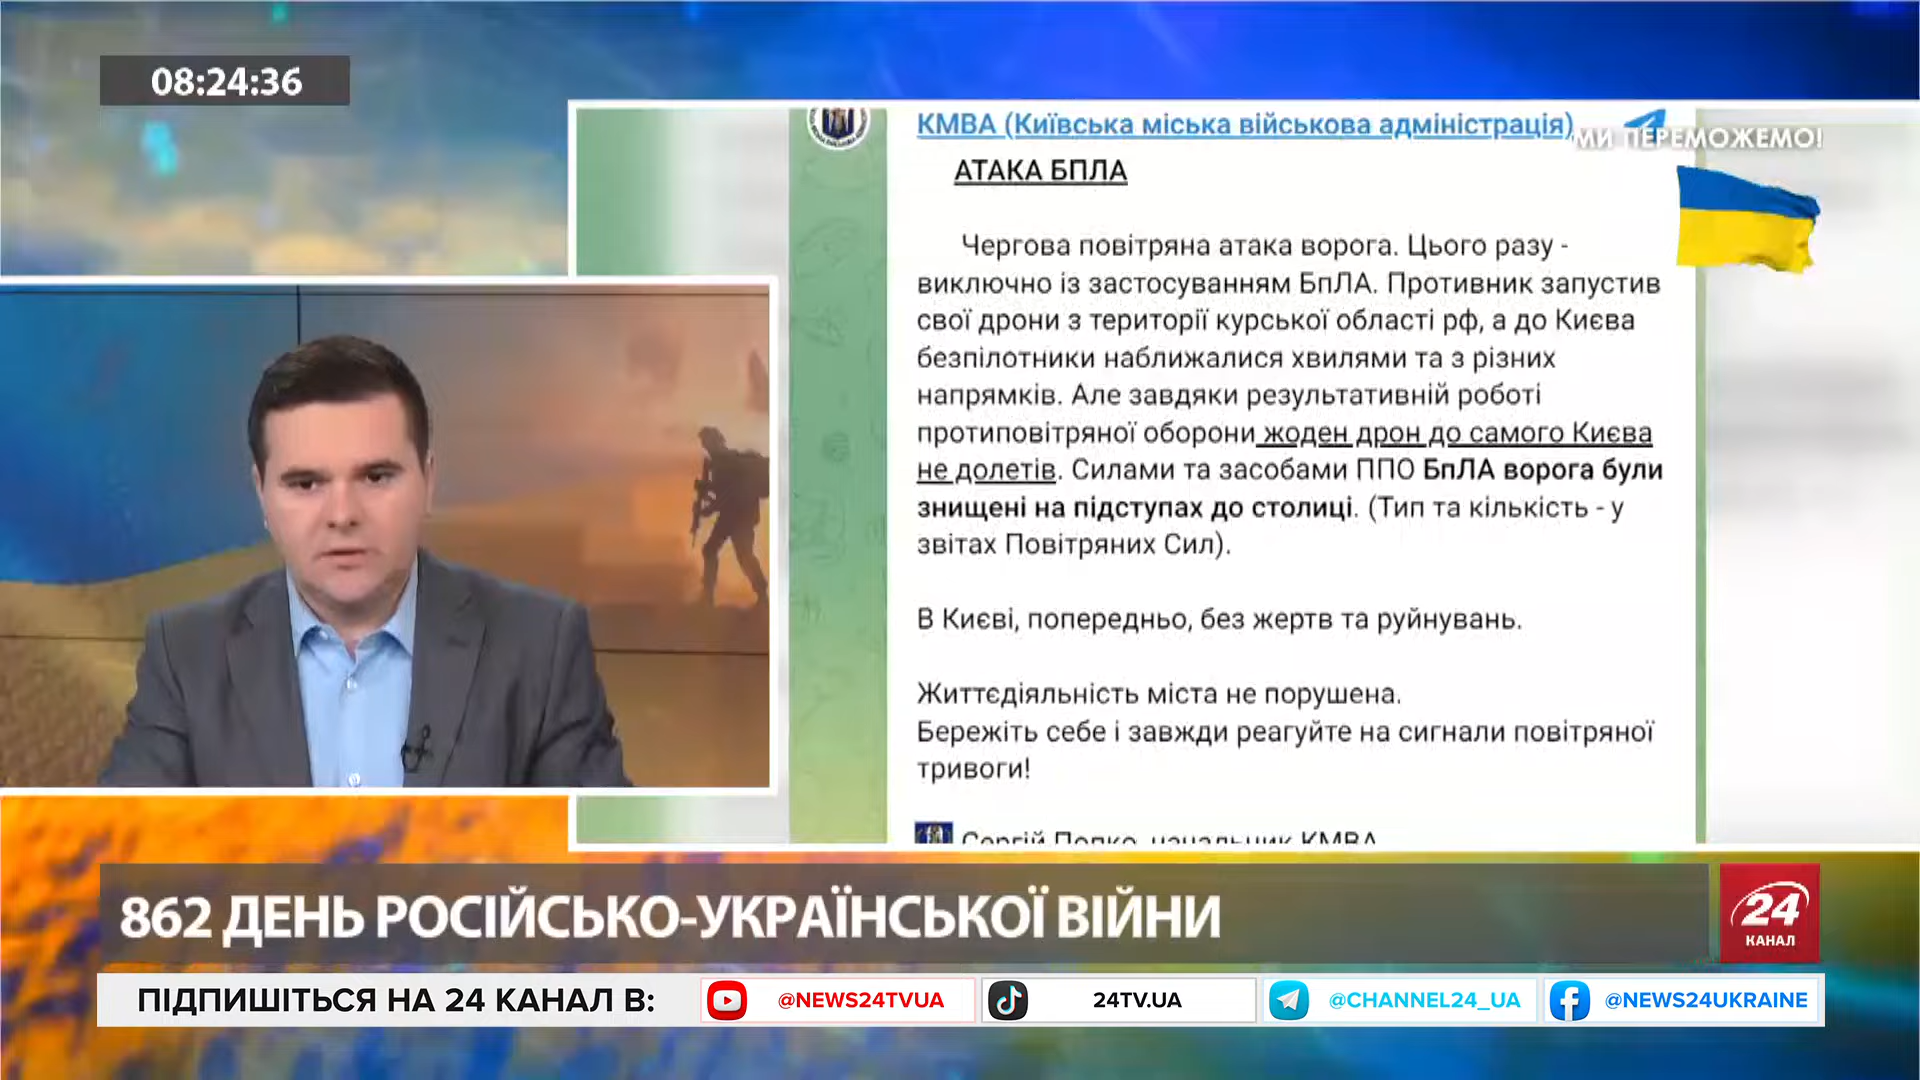 08:24:36
КМВА (Київська міська військова адміністрація)
МИ ПЕРЕМОЖЕМО!
АТАКА БПЛА
Чергова повітряна атака ворога. Цього разу -
виключно із застосуванням БпЛА. Противник запустив
свої дрони з території курської області рф, а до Києва
безпілотники наближалися хвилями та з різних
напрямків. Але завдяки результативній роботі
протиповітряної оборони жоден дрон до самого Києва
не долетів. Силами та засобами ППО БпЛА ворога були
знищені на підступах до столиці. (Тип та кількість - у
звітах Повітряних Сил).
В Києві, попередньо, без жертв та руйнувань.
Життєдіяльність міста не порушена.
Бережіть себе і завжди реагуйте на сигнали повітряної
тривоги!
Сергій Попко, начальник КМВА
862 ДЕНЬ РОСІЙСЬКО-УКРАЇНСЬКОЇ ВІЙНИ
24
КАНАЛ
ПІДПИШІТЬСЯ НА 24 КАНАЛ В:
@NEWS24TVUA
24TV.UA
@CHANNEL24_UA
@NEWS24UKRAINE